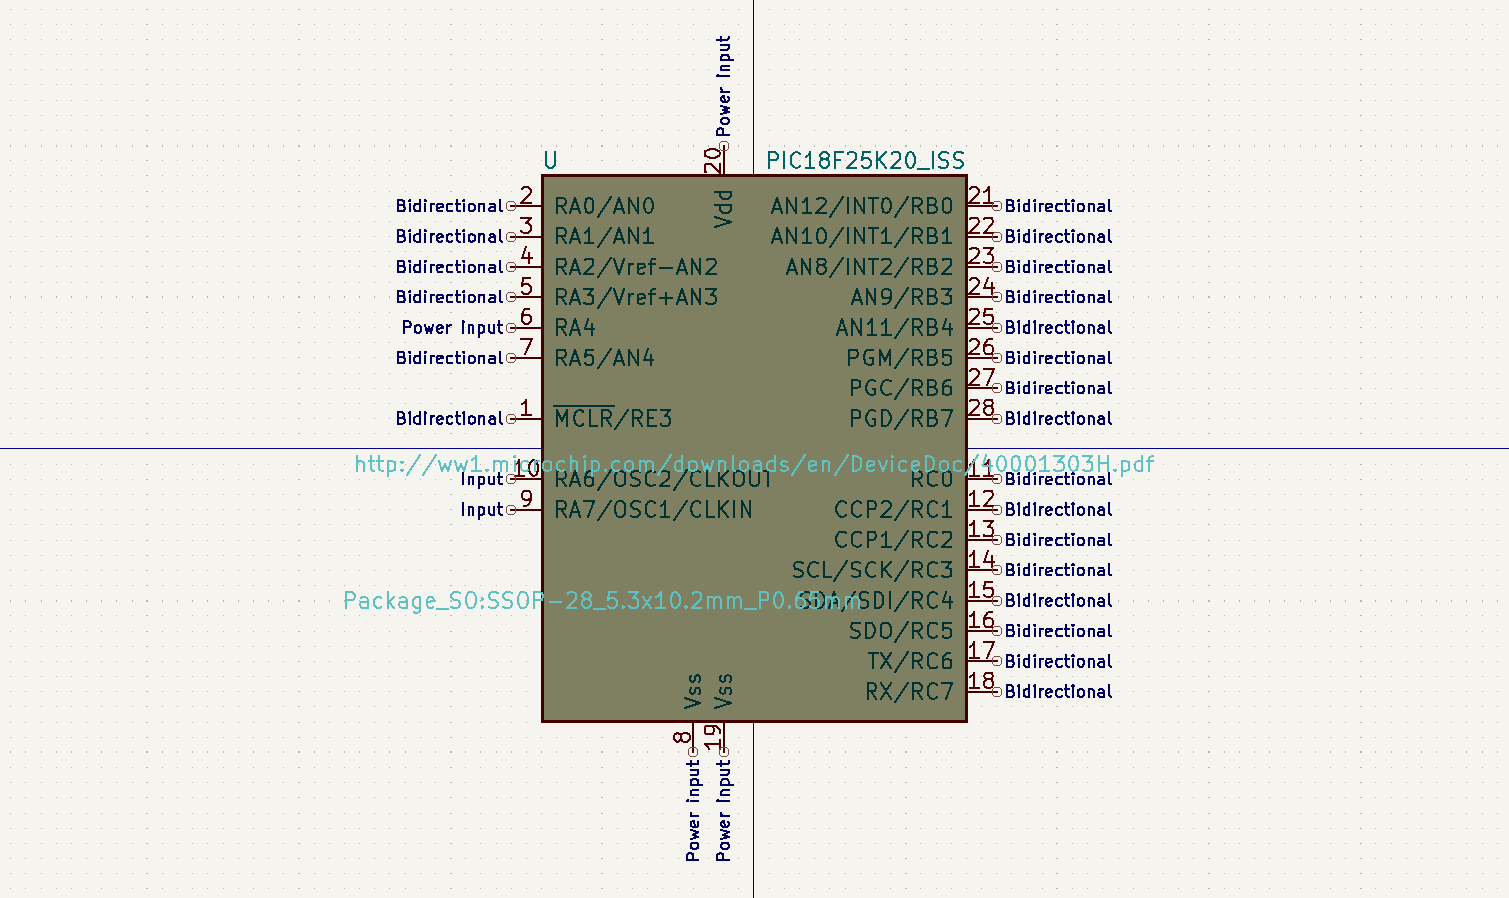 Power Input
20
U
PIC18F25K20_ISS
Vdd
Bidirectional 2 RA0/AN0 AN12/INT0/RB0 21 Bidirectional
Bidirectional 3 RA1/AN1 AN10/INT1/RB1 22 Bidirectional
Bidirectional 4 RA2/Vref-AN2 AN8/INT2/RB2 23 Bidirectional
Bidirectional 5 RA3/Vref+AN3 AN9/RB3 24 Bidirectional
Power Input 6 RA4 AN11/RB4 25 Bidirectional
Bidirectional 7 RA5/AN4 PGM/RB5 26 Bidirectional
PGC/RB6 27 Bidirectional
Bidirectional 1 MCLR/RE3 PGD/RB7 28 Bidirectional
http://ww1.microchip.com/downloads/en/DeviceDoc/40001303H.pdf
Input 10 RA6/OSC2/CLKOUT RC0 11 Bidirectional
Input 9 RA7/OSC1/CLKIN CCP2/RC1 12 Bidirectional
CCP1/RC2 13 Bidirectional
SCL/SCK/RC3 14 Bidirectional
Package_SO:SSOP-28_5.3x10.2mm_P0.65mm
SDA/SDI/RC4 15 Bidirectional
SDO/RC5 16 Bidirectional
TX/RC6 17 Bidirectional
RX/RC7 18 Bidirectional
Vss Vss
8 19
Power Input Power Input